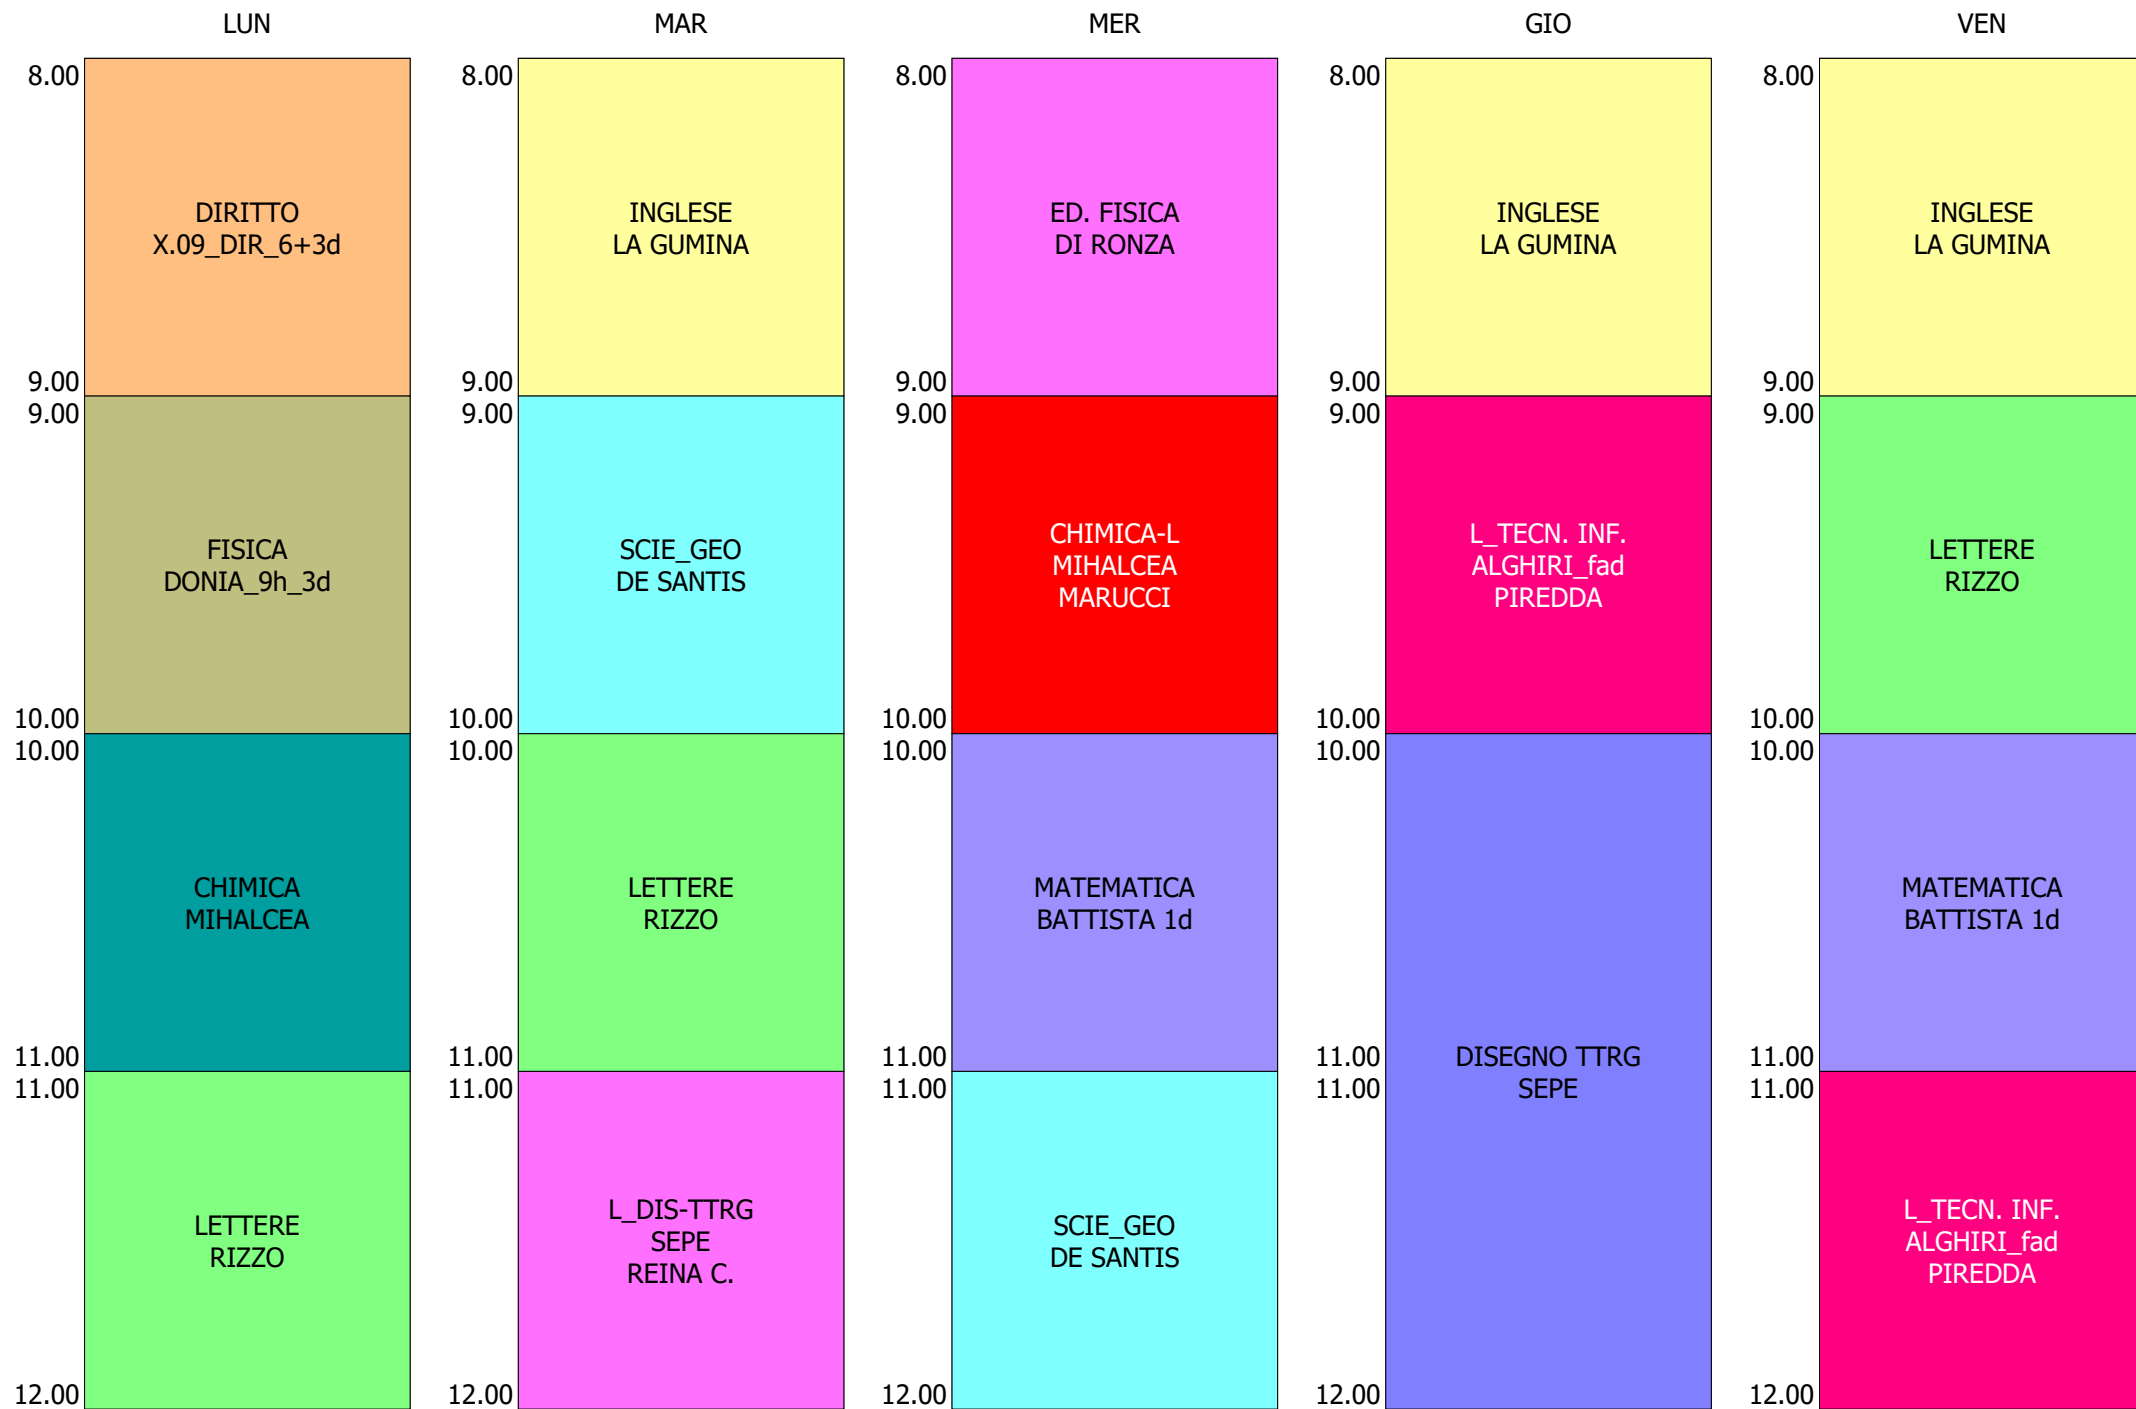 LUN
MAR
MER
GIO
VEN
8.00
DIRITTO
X.09_DIR_6+3d
9.00
8.00
INGLESE
LA GUMINA
9.00
8.00
ED. FISICA
DI RONZA
9.00
8.00
INGLESE
LA GUMINA
9.00
8.00
INGLESE
LA GUMINA
9.00
9.00
FISICA
DONIA_9h_3d
10.00
9.00
SCIE_GEO
DE SANTIS
10.00
9.00
CHIMICA-L
MIHALCEA
MARUCCI
10.00
9.00
L_TECN. INF.
ALGHIRI_fad
PIREDDA
10.00
9.00
LETTERE
RIZZO
10.00
10.00
CHIMICA
MIHALCEA
11.00
10.00
LETTERE
RIZZO
11.00
10.00
MATEMATICA
BATTISTA 1d
11.00
10.00
11.00
DISEGNO TTRG
SEPE
11.00
12.00
10.00
MATEMATICA
BATTISTA 1d
11.00
11.00
LETTERE
RIZZO
12.00
11.00
L_DIS-TTRG
SEPE
REINA C.
12.00
11.00
SCIE_GEO
DE SANTIS
12.00
11.00
L_TECN. INF.
ALGHIRI_fad
PIREDDA
12.00